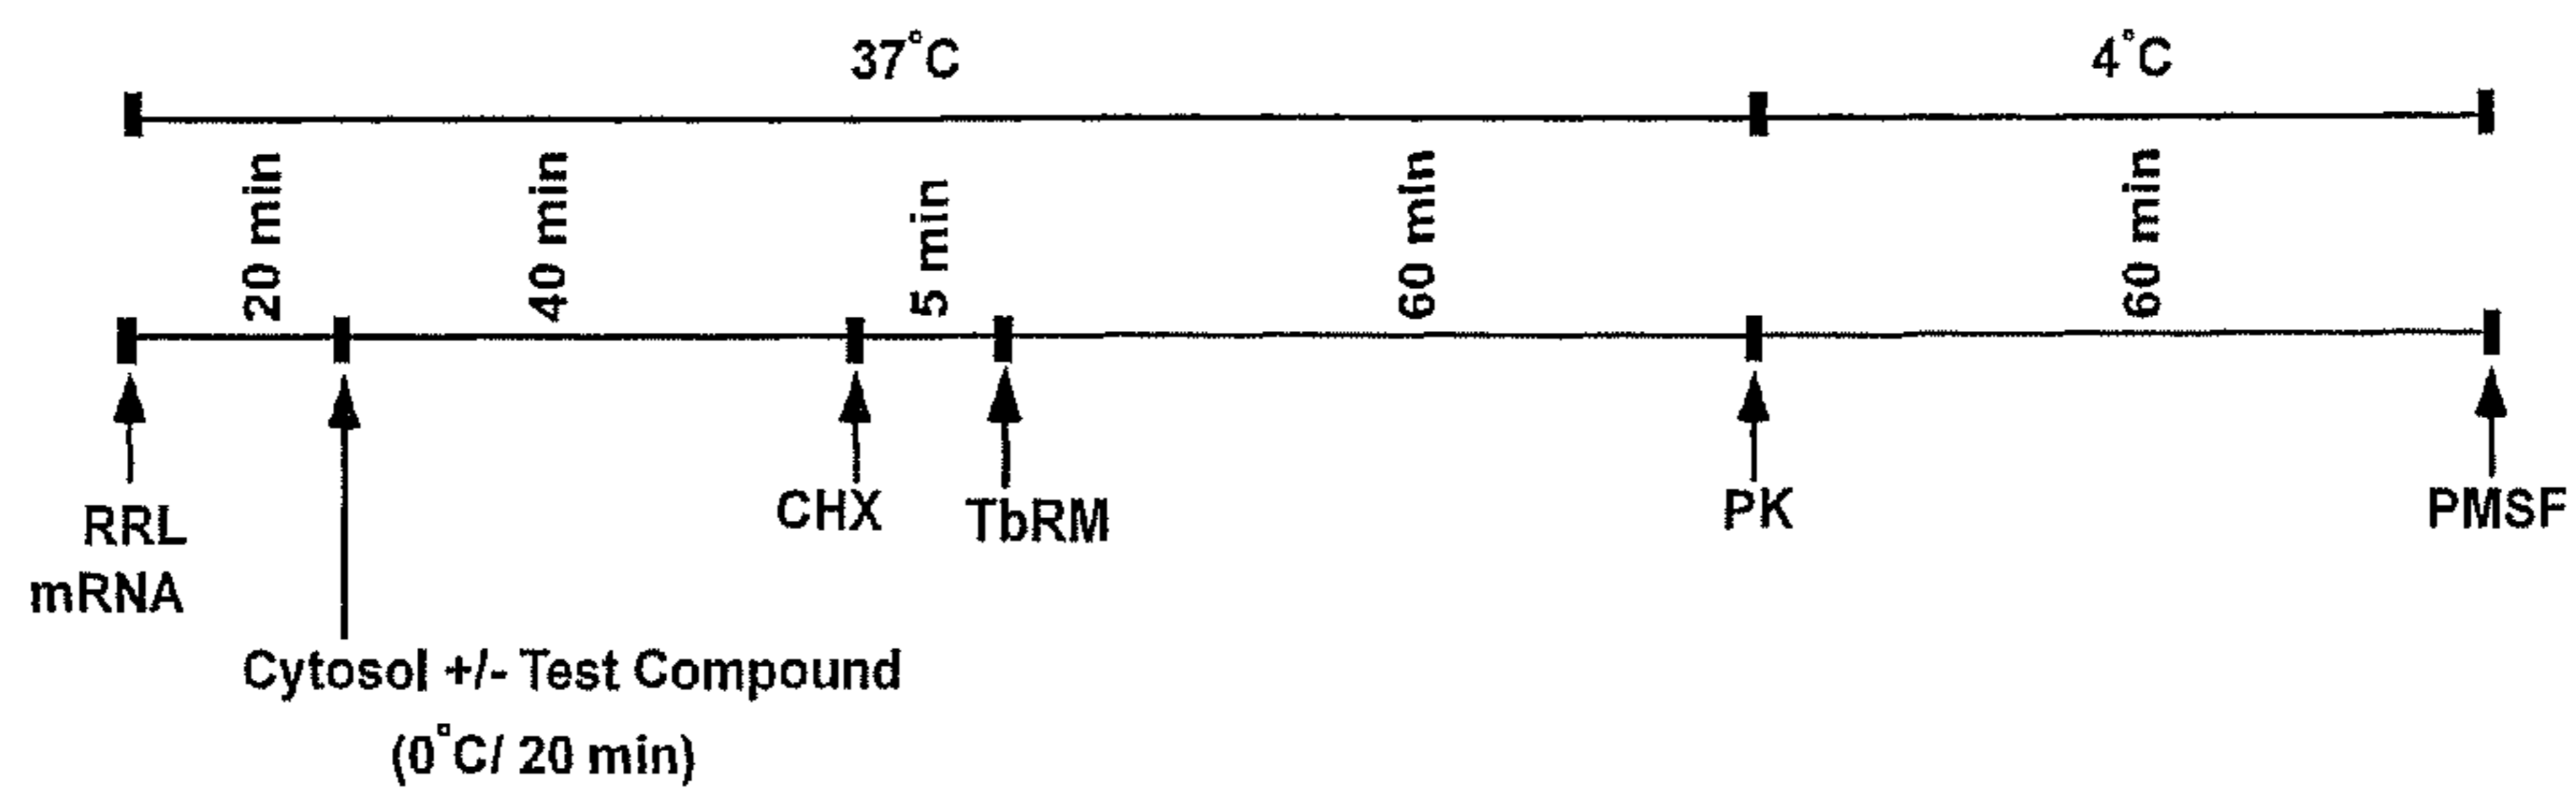 37°C
4°C
20 min
40 min
5 min
60 min
60 min
RRL
mRNA
CHX
TbRM
PK
PMSF
Cytosol +/- Test Compound
(0°C/ 20 min)